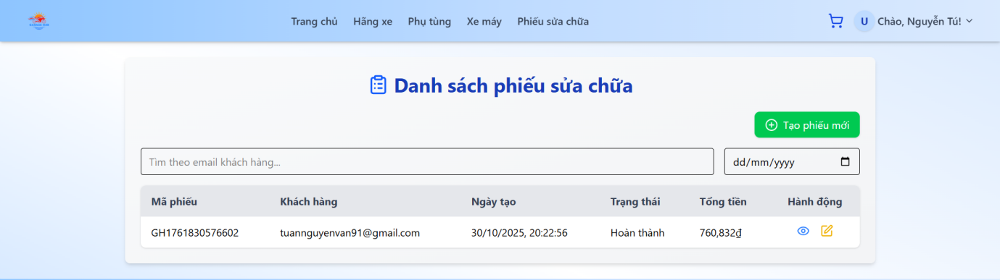 Trang chủ Hãng xe Phụ tùng Xe máy Phiếu sửa chữa U Chào, Nguyễn Tú!
Danh sách phiếu sửa chữa
Tạo phiếu mới
Tìm theo email khách hàng... dd/mm/yyyy
Mã phiếu Khách hàng Ngày tạo Trạng thái Tổng tiền Hành động
GH1761830576602 tuannguyenvan91@gmail.com 30/10/2025, 20:22:56 Hoàn thành 760,832₫